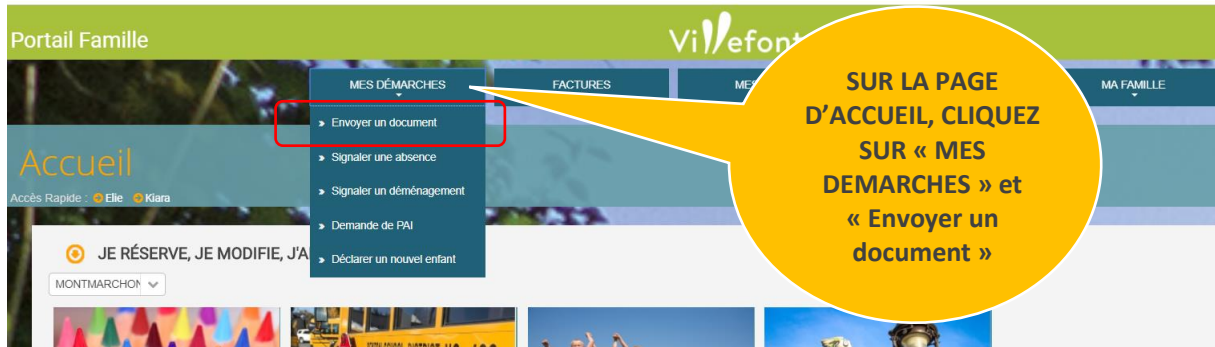 Portail Famille
Villefont
MES DÉMARCHES
FACTURES
MES
MA FAMILLE
» Envoyer un document
» Signaler une absence
» Signaler un déménagement
» Demande de PAI
» Déclarer un nouvel enfant
SUR LA PAGE
D’ACCUEIL, CLIQUEZ
SUR « MES
DEMARCHES » et
« Envoyer un
document »
Accueil
Accès Rapide : Elie Kiara
JE RÉSERVE, JE MODIFIE, J'A
MONTMARCHON